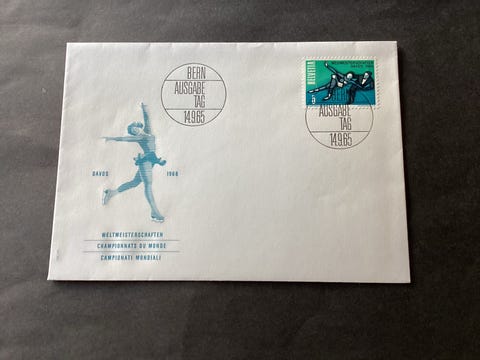 BERN
AUSGABE
TAG
14.9.65
HELVETIA
5
AUSGABE
TAG
14.9.65
DAVOS 1966
WELTMEISTERSCHAFTEN
CHAMPIONNATS DU MONDE
CAMPIONATI MONDIALI